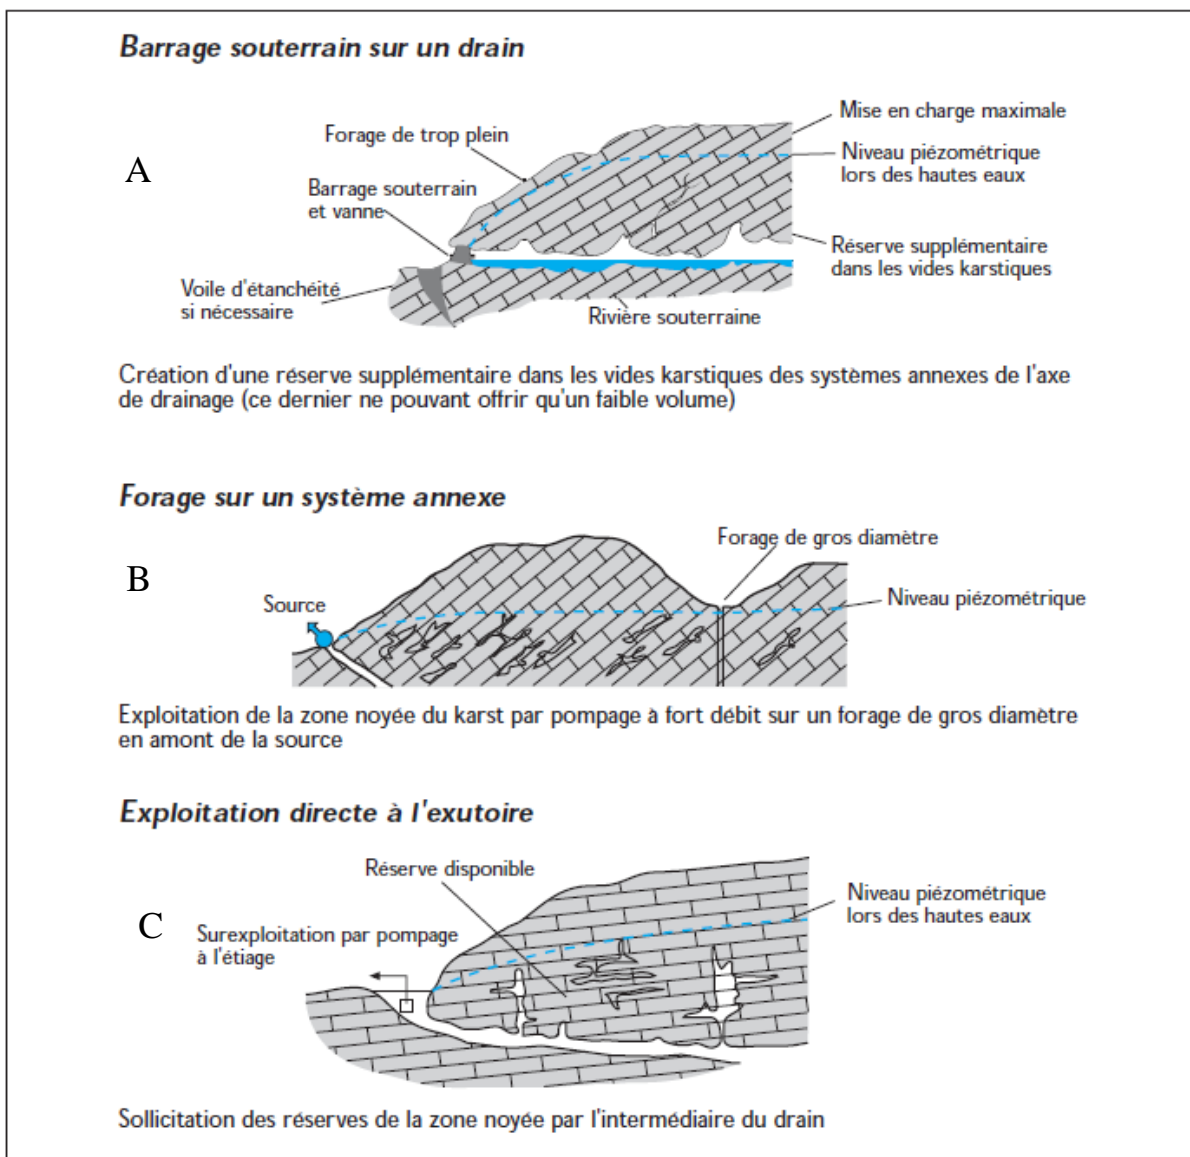 Barrage souterrain sur un drain
A
Forage de trop plein
Mise en charge maximale
Niveau piézométrique
lors des hautes eaux
Barrage souterrain
et vanne
Réserve supplémentaire
dans les vides karstiques
Voile d'étanchéité
si nécessaire
Rivière souterraine
Création d'une réserve supplémentaire dans les vides karstiques des systèmes annexes de l'axe
de drainage (ce dernier ne pouvant offrir qu'un faible volume)
Forage sur un système annexe
B
Forage de gros diamètre
Source
Niveau piézométrique
Exploitation de la zone noyée du karst par pompage à fort débit sur un forage de gros diamètre
en amont de la source
Exploitation directe à l'exutoire
C
Réserve disponible
Niveau piézométrique
lors des hautes eaux
Surexploitation par pompage
à l'étiage
Sollicitation des réserves de la zone noyée par l'intermédiaire du drain